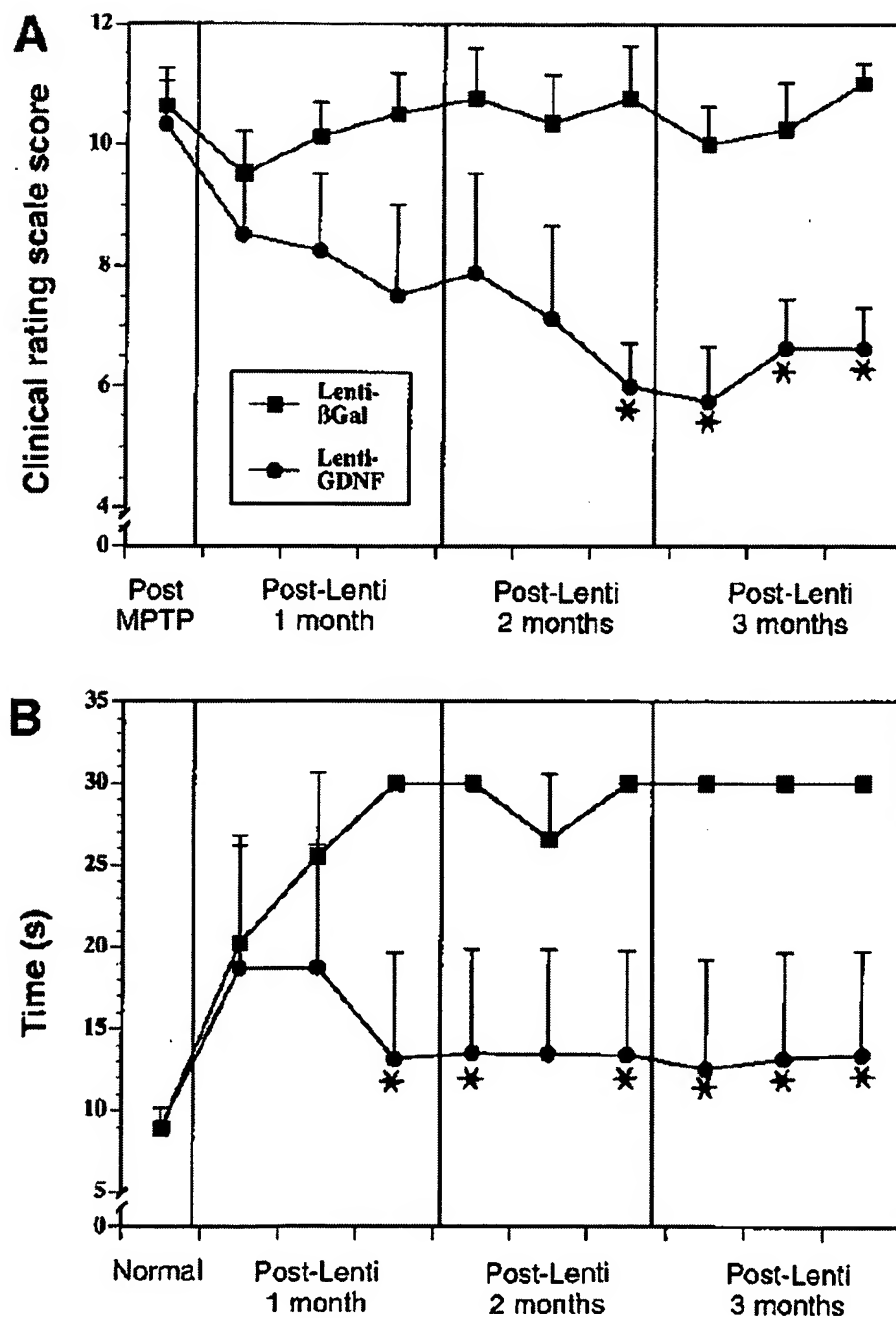 A
12
10
8
6
4
0
Clinical rating scale score
Lenti-
βGal
Lenti-
GDNF
Post
MPTP
Post-Lenti
1 month
Post-Lenti
2 months
Post-Lenti
3 months
B
35
30
25
20
15
10
5
0
Time (s)
Normal
Post-Lenti
1 month
Post-Lenti
2 months
Post-Lenti
3 months